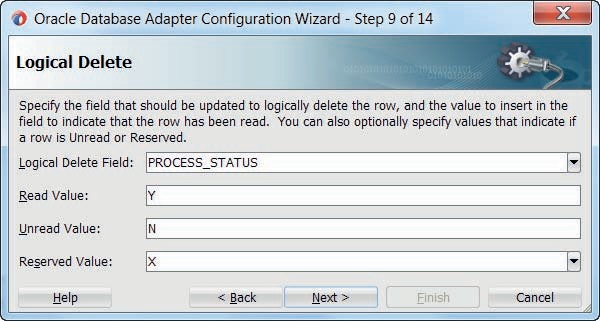 Oracle Database Adapter Configuration Wizard - Step 9 of 14
Logical Delete
Specify the field that should be updated to logically delete the row, and the value to insert in the
field to indicate that the row has been read. You can also optionally specify values that indicate if
a row is Unread or Reserved.
Logical Delete Field: PROCESS_STATUS
Read Value: Y
Unread Value: N
Reserved Value: X
Help < Back Next > Finish Cancel